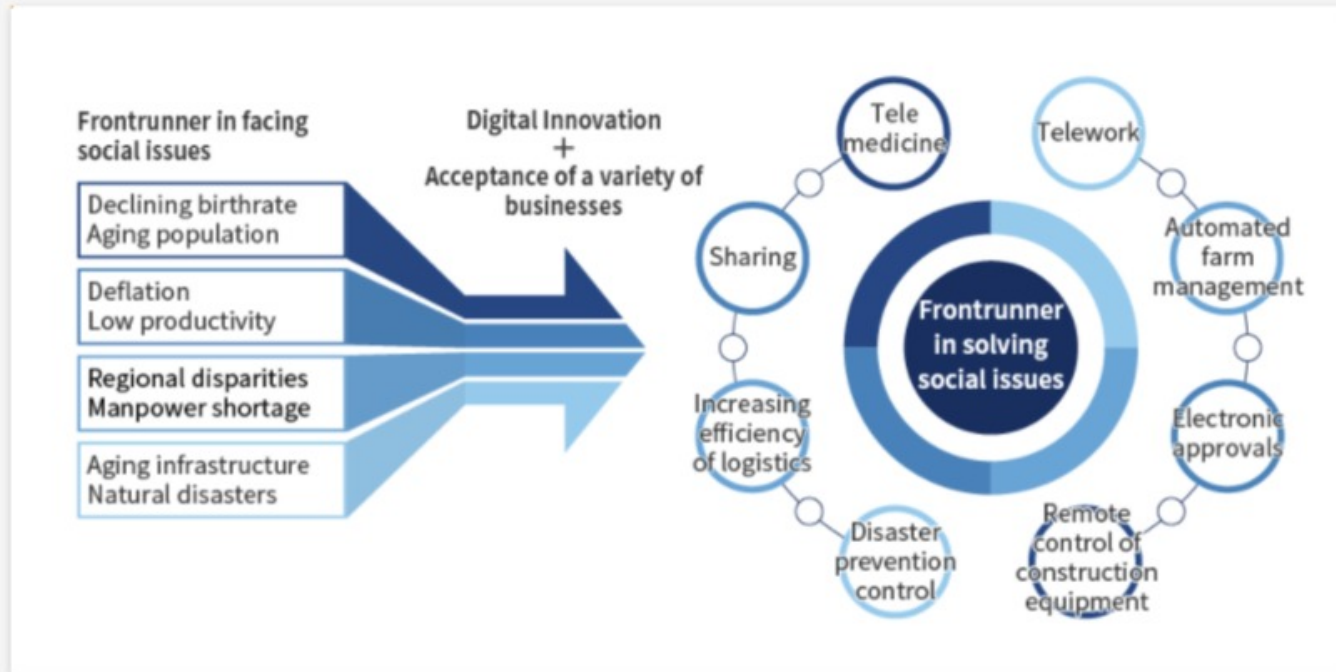 Frontrunner in facing
social issues
Declining birthrate
Aging population
Deflation
Low productivity
Regional disparities
Manpower shortage
Aging infrastructure
Natural disasters
Digital Innovation
+
Acceptance of a variety of
businesses
Tele
medicine
Telework
Sharing
Automated
farm
management
Frontrunner
in solving
social issues
Increasing
efficiency
of logistics
Electronic
approvals
Disaster
prevention
control
Remote
control of
construction
equipment